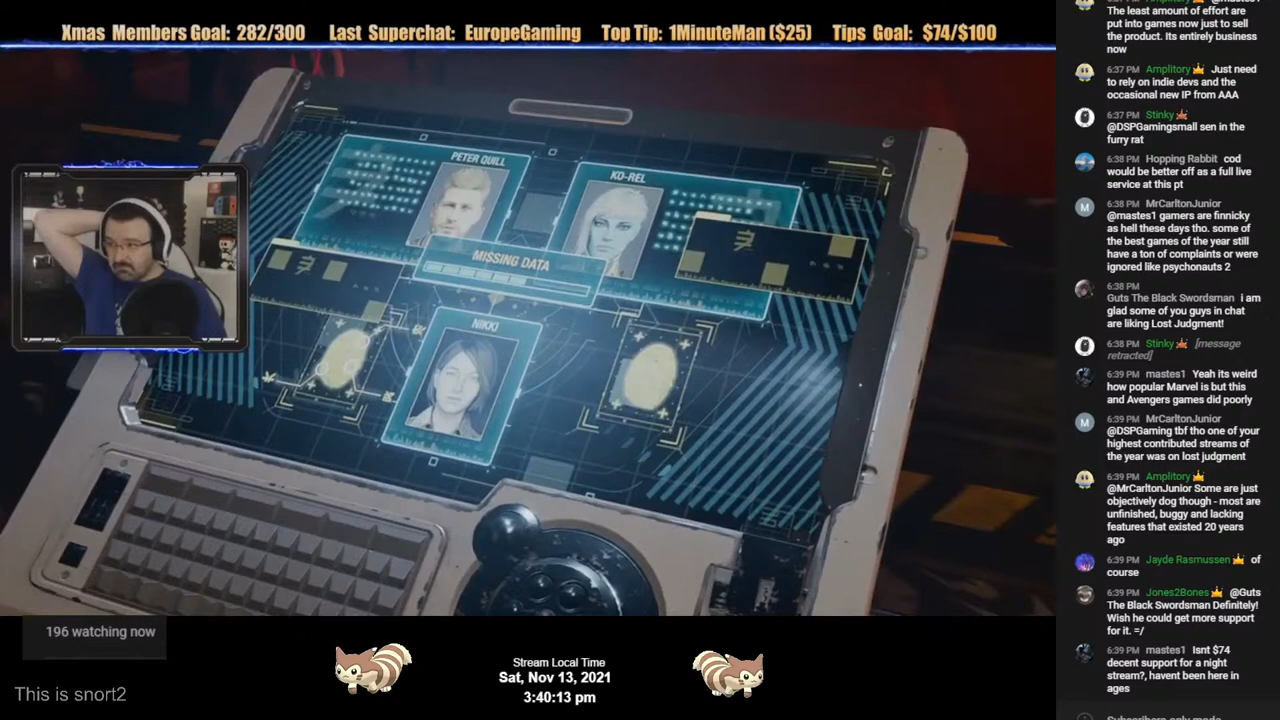 Xmas Members Goal: 282/300 Last Superchat: EuropeGaming Top Tip: 1MinuteMan ($25) Tips Goal: $74/$100
PETER QUILL
KO-REL
MISSING DATA
NIKKI
196 watching now
This is snort2
Stream Local Time
Sat, Nov 13, 2021
3:40:13 pm
The least amount of effort are
put into games now just to sell
the product. Its entirely business
now
6:37 PM Amplitory Just need
to rely on indie devs and the
occasional new IP from AAA
6:37 PM Stinky
@DSPGamingsmall sen in the
furry rat
6:38 PM Hopping Rabbit cod
would be better off as a full live
service at this pt
6:38 PM MrCarltonJunior
@mastes1 gamers are finnicky
as hell these days tho. some of
the best games of the year still
have a ton of complaints or were
ignored like psychonauts 2
6:38 PM
Guts The Black Swordsman i am
glad some of you guys in chat
are liking Lost Judgment!
6:38 PM Stinky [message
retracted]
6:39 PM mastes1 Yeah its weird
how popular Marvel is but this
and Avengers games did poorly
6:39 PM MrCarltonJunior
@DSPGaming tbf tho one of your
highest contributed streams of
the year was on lost judgment
6:39 PM Amplitory
@MrCarltonJunior Some are just
objectively dog though - most are
unfinished, buggy and lacking
features that existed 20 years
ago
6:39 PM Jayde Rasmussen of
course
6:39 PM Jones2Bones @Guts
The Black Swordsman Definitely!
Wish he could get more support
for it. =/
6:39 PM mastes1 Isnt $74
decent support for a night
stream?, havent been here in
ages
Subscribers-only mode